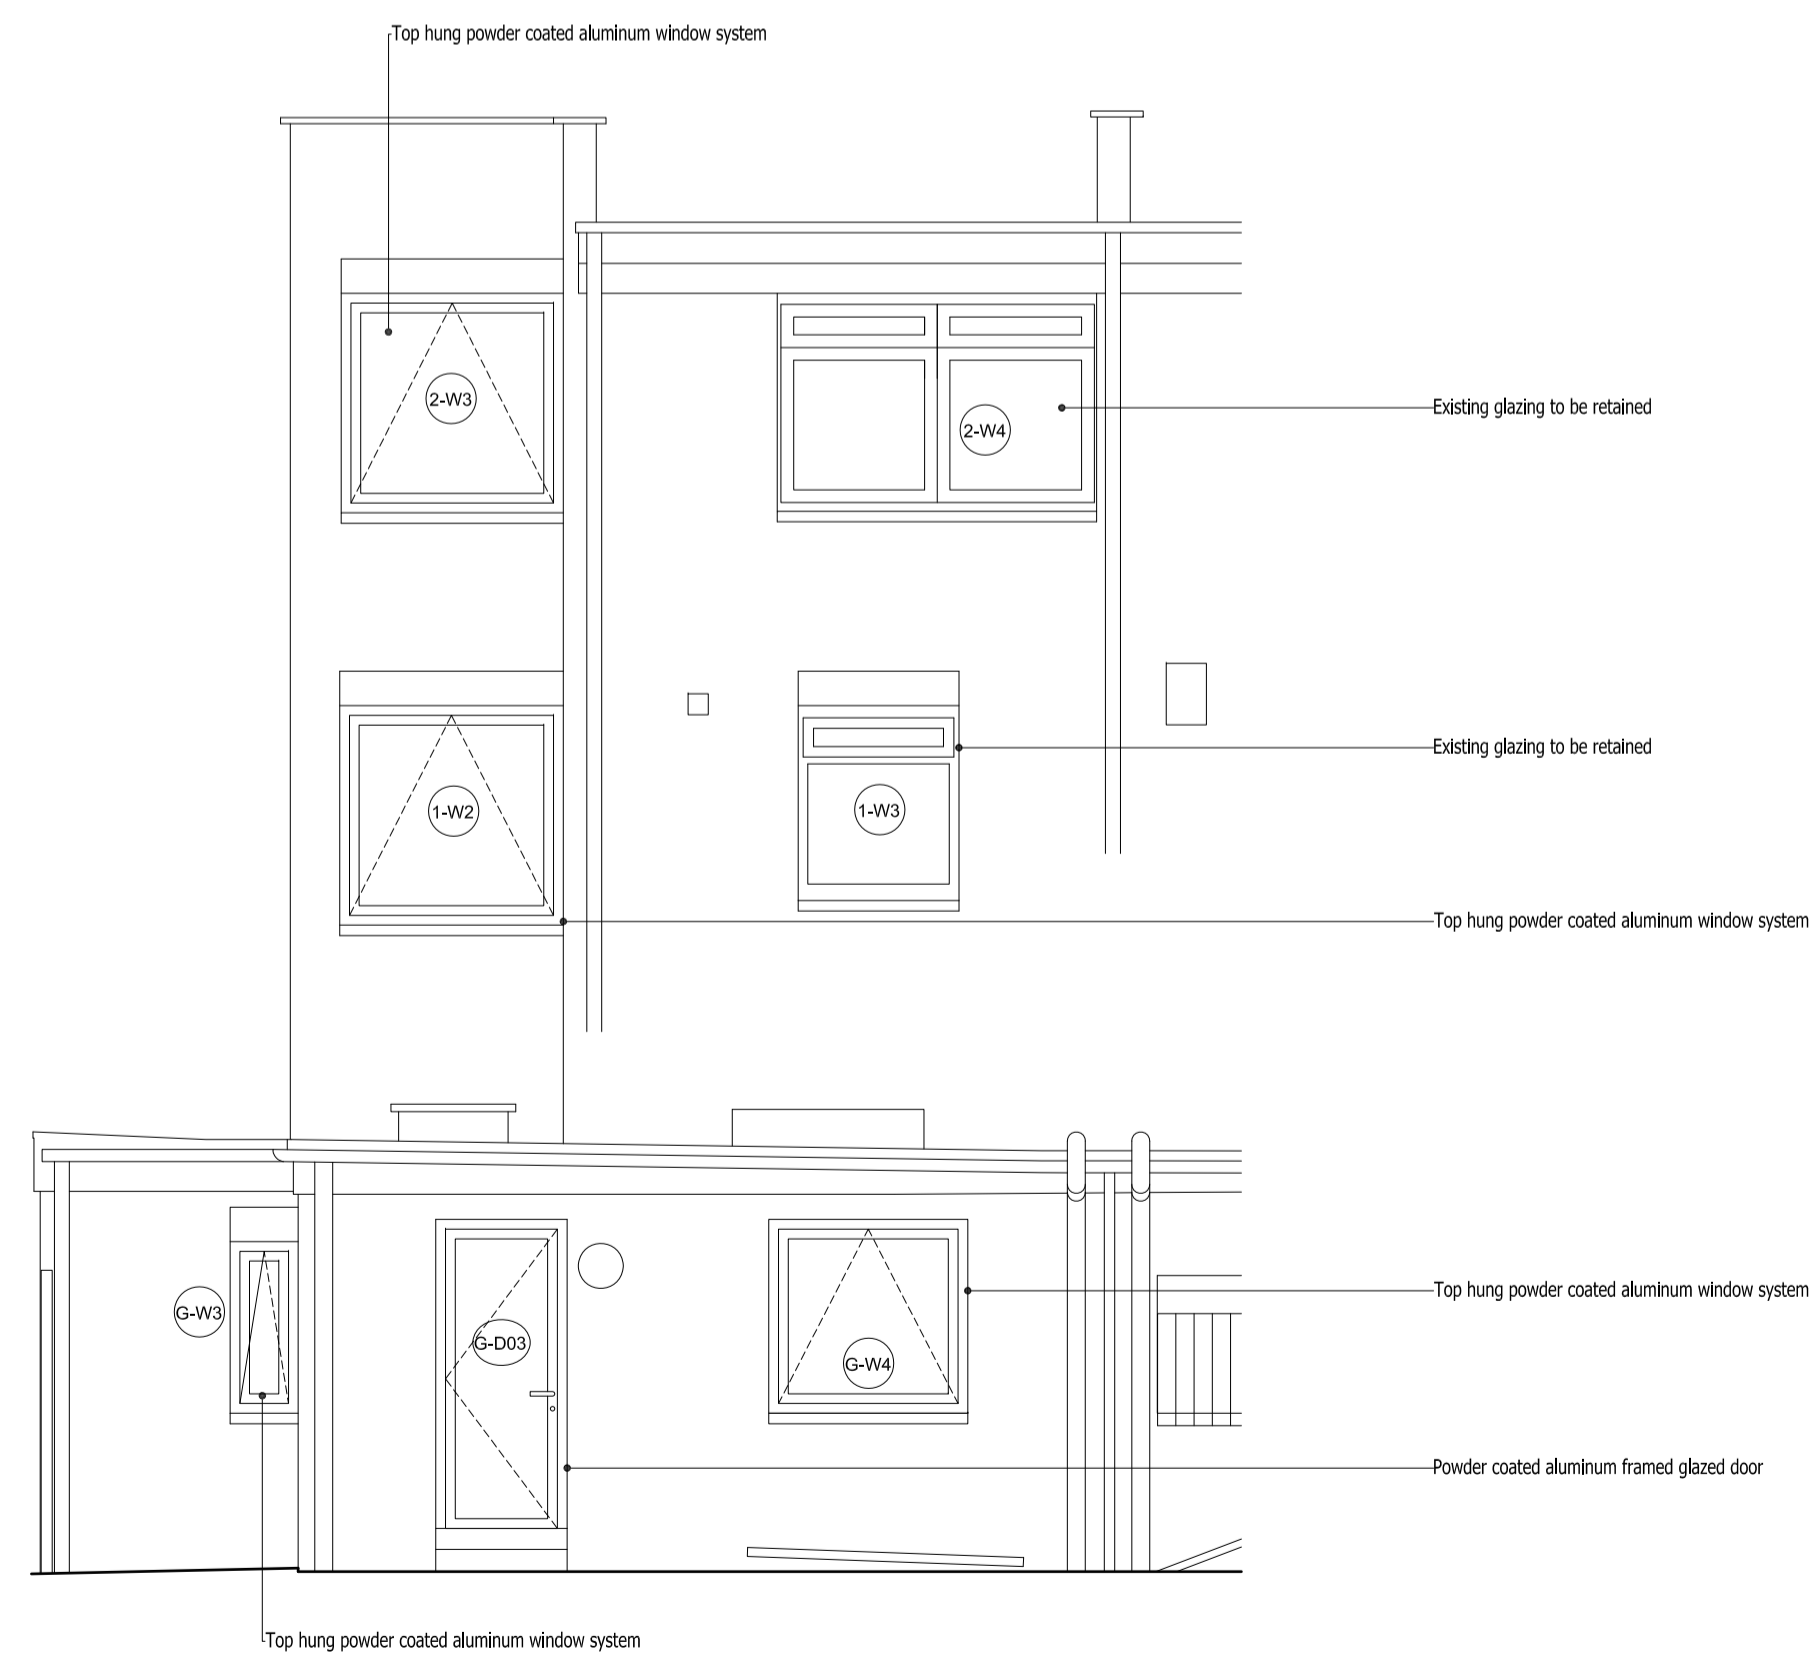 Top hung powder coated aluminum window system
2-W3
2-W4
Existing glazing to be retained
Existing glazing to be retained
1-W2
1-W3
Top hung powder coated aluminum window system
G-W3
G-D03
G-W4
Top hung powder coated aluminum window system
Powder coated aluminum framed glazed door
Top hung powder coated aluminum window system